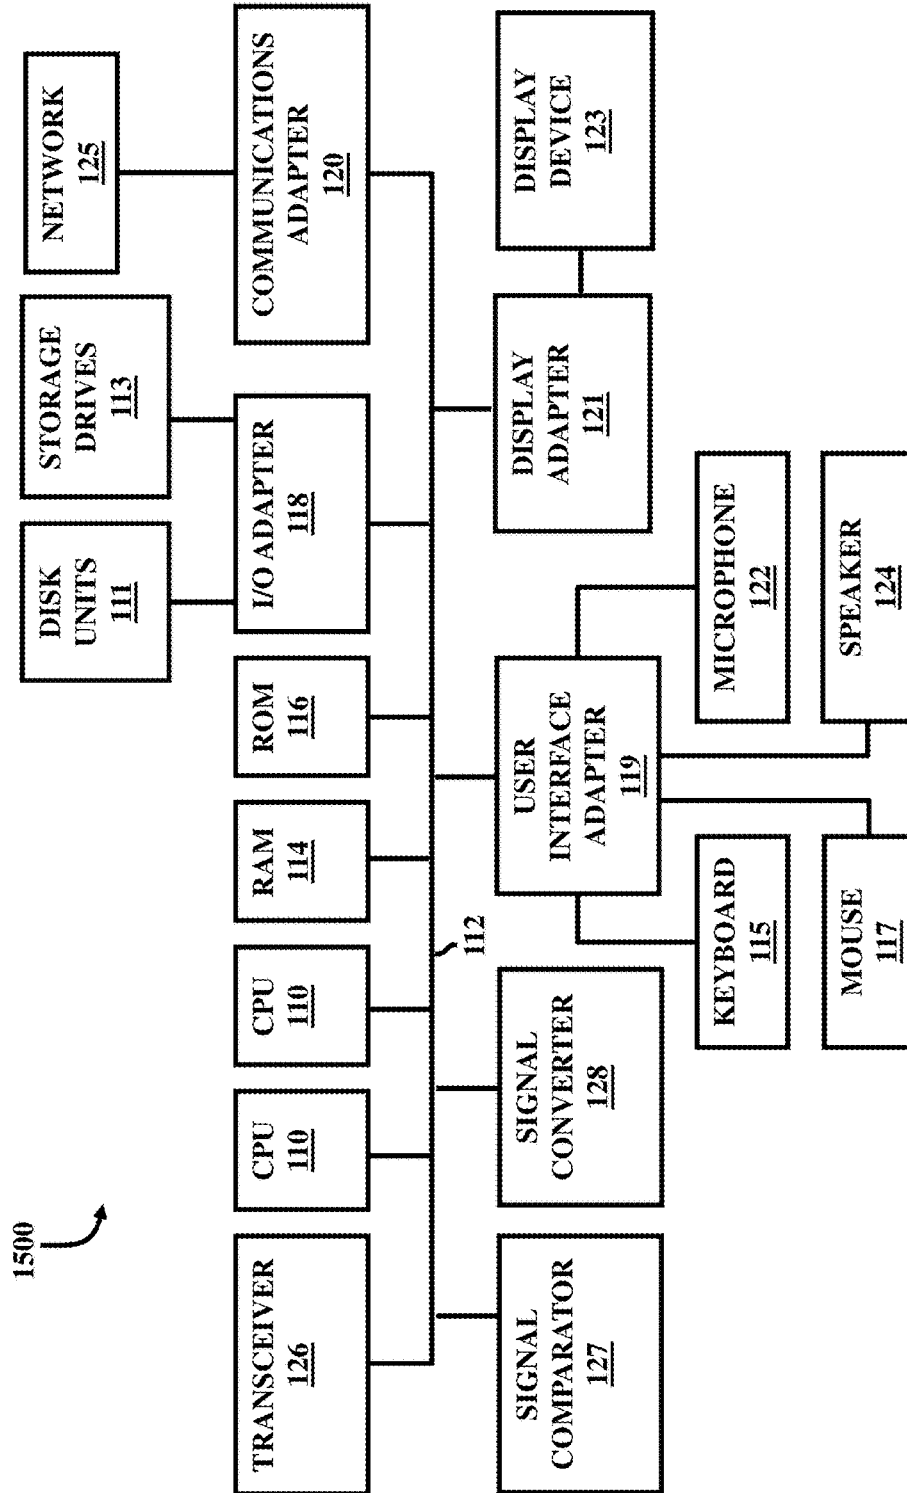 1500
TRANSCEIVER
126
CPU
110
CPU
110
RAM
114
ROM
116
DISK
UNITS
111
STORAGE
DRIVES
113
I/O ADAPTER
118
NETWORK
125
COMMUNICATIONS
ADAPTER
120
112
SIGNAL
COMPARATOR
127
SIGNAL
CONVERTER
128
USER
INTERFACE
ADAPTER
119
DISPLAY
ADAPTER
121
DISPLAY
DEVICE
123
KEYBOARD
115
MICROPHONE
122
MOUSE
117
SPEAKER
124